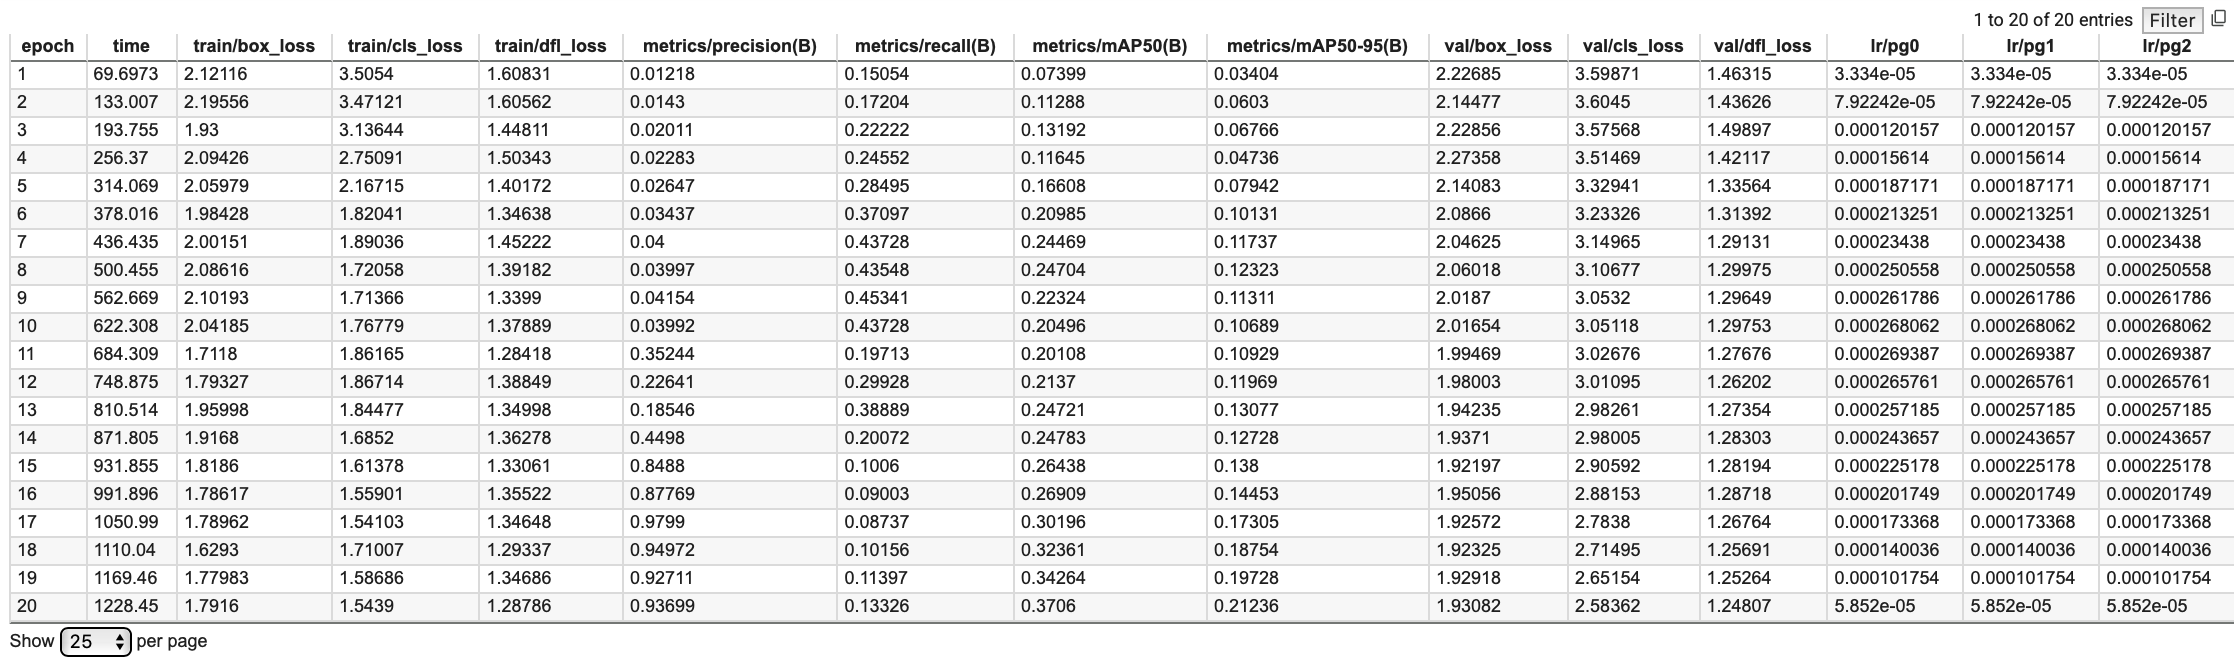 1 to 20 of 20 entries Filter
epoch time train/box_loss train/cls_loss train/dfl_loss metrics/precision(B) metrics/recall(B) metrics/mAP50(B) metrics/mAP50-95(B) val/box_loss val/cls_loss val/dfl_loss lr/pg0 lr/pg1 lr/pg2
1 69.6973 2.12116 3.5054 1.60831 0.01218 0.15054 0.07399 0.03404 2.22685 3.59871 1.46315 3.334e-05 3.334e-05 3.334e-05
2 133.007 2.19556 3.47121 1.60562 0.0143 0.17204 0.11288 0.0603 2.14477 3.6045 1.43626 7.92242e-05 7.92242e-05 7.92242e-05
3 193.755 1.93 3.13644 1.44811 0.02011 0.22222 0.13192 0.06766 2.22856 3.57568 1.49897 0.000120157 0.000120157 0.000120157
4 256.37 2.09426 2.75091 1.50343 0.02283 0.24552 0.11645 0.04736 2.27358 3.51469 1.42117 0.00015614 0.00015614 0.00015614
5 314.069 2.05979 2.16715 1.40172 0.02647 0.28495 0.16608 0.07942 2.14083 3.32941 1.33564 0.000187171 0.000187171 0.000187171
6 378.016 1.98428 1.82041 1.34638 0.03437 0.37097 0.20985 0.10131 2.0866 3.23326 1.31392 0.000213251 0.000213251 0.000213251
7 436.435 2.00151 1.89036 1.45222 0.04 0.43728 0.24469 0.11737 2.04625 3.14965 1.29131 0.00023438 0.00023438 0.00023438
8 500.455 2.08616 1.72058 1.39182 0.03997 0.43548 0.24704 0.12323 2.06018 3.10677 1.29975 0.000250558 0.000250558 0.000250558
9 562.669 2.10193 1.71366 1.3399 0.04154 0.45341 0.22324 0.11311 2.0187 3.0532 1.29649 0.000261786 0.000261786 0.000261786
10 622.308 2.04185 1.76779 1.37889 0.03992 0.43728 0.20496 0.10689 2.01654 3.05118 1.29753 0.000268062 0.000268062 0.000268062
11 684.309 1.7118 1.86165 1.28418 0.35244 0.19713 0.20108 0.10929 1.99469 3.02676 1.27676 0.000269387 0.000269387 0.000269387
12 748.875 1.79327 1.86714 1.38849 0.22641 0.29928 0.2137 0.11969 1.98003 3.01095 1.26202 0.000265761 0.000265761 0.000265761
13 810.514 1.95998 1.84477 1.34998 0.18546 0.38889 0.24721 0.13077 1.94235 2.98261 1.27354 0.000257185 0.000257185 0.000257185
14 871.805 1.9168 1.6852 1.36278 0.4498 0.20072 0.24783 0.12728 1.9371 2.98005 1.28303 0.000243657 0.000243657 0.000243657
15 931.855 1.8186 1.61378 1.33061 0.8488 0.1006 0.26438 0.138 1.92197 2.90592 1.28194 0.000225178 0.000225178 0.000225178
16 991.896 1.78617 1.55901 1.35522 0.87769 0.09003 0.26909 0.14453 1.95056 2.88153 1.28718 0.000201749 0.000201749 0.000201749
17 1050.99 1.78962 1.54103 1.34648 0.9799 0.08737 0.30196 0.17305 1.92572 2.7838 1.26764 0.000173368 0.000173368 0.000173368
18 1110.04 1.6293 1.71007 1.29337 0.94972 0.10156 0.32361 0.18754 1.92325 2.71495 1.25691 0.000140036 0.000140036 0.000140036
19 1169.46 1.77983 1.58686 1.34686 0.92711 0.11397 0.34264 0.19728 1.92918 2.65154 1.25264 0.000101754 0.000101754 0.000101754
20 1228.45 1.7916 1.5439 1.28786 0.93699 0.13326 0.3706 0.21236 1.93082 2.58362 1.24807 5.852e-05 5.852e-05 5.852e-05
Show 25 per page